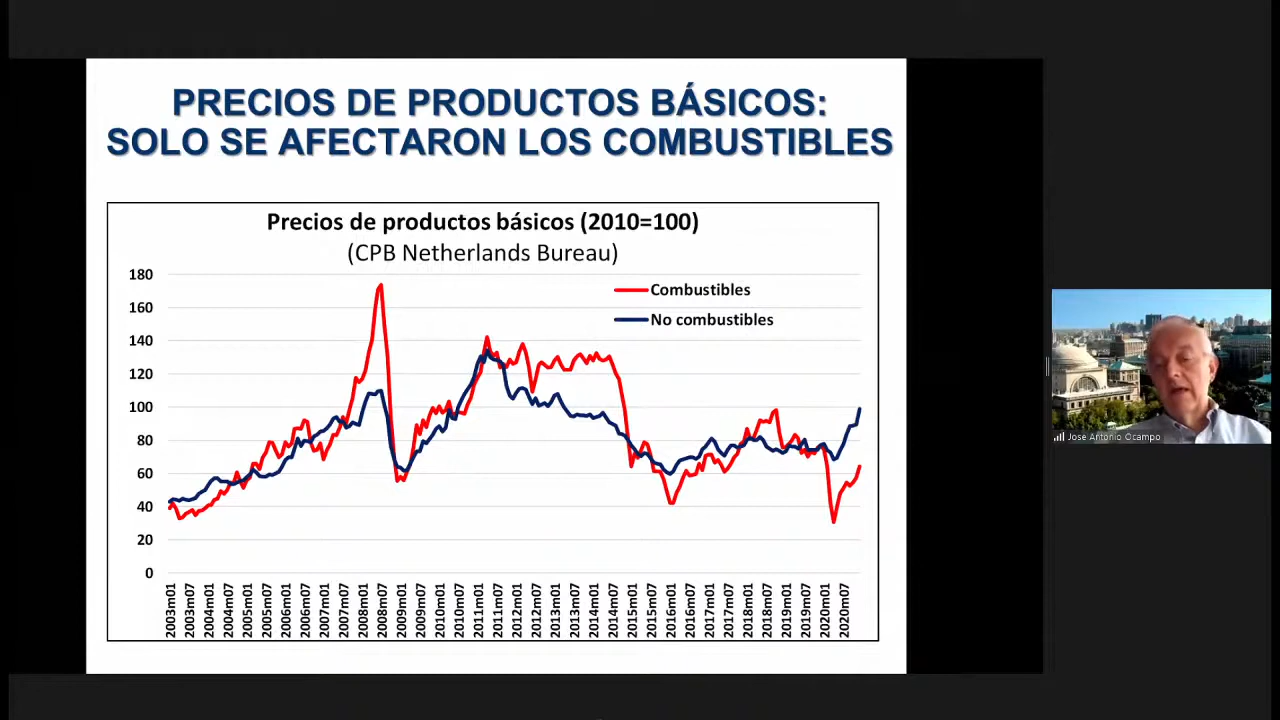 PRECIOS DE PRODUCTOS BÁSICOS:
SOLO SE AFECTARON LOS COMBUSTIBLES
Precios de productos básicos (2010=100)
(CPB Netherlands Bureau)
Combustibles
No combustibles
180
160
140
120
100
80
60
40
20
0
2003m01
2003m07
2004m01
2004m07
2005m01
2005m07
2006m01
2006m07
2007m01
2007m07
2008m01
2008m07
2009m01
2009m07
2010m01
2010m07
2011m01
2011m07
2012m01
2012m07
2013m01
2013m07
2014m01
2014m07
2015m01
2015m07
2016m01
2016m07
2017m01
2017m07
2018m01
2018m07
2019m01
2019m07
2020m01
2020m07
Jose Antonio Ocampo